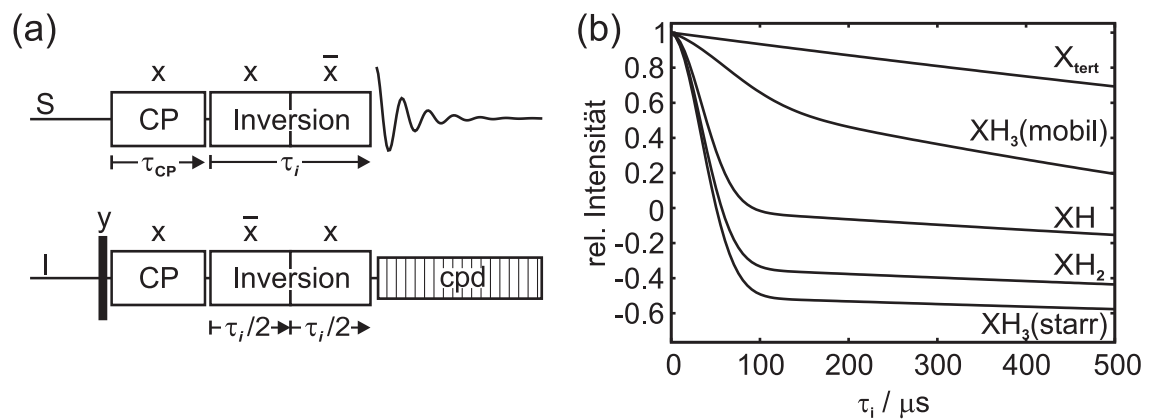 (a)
x x x̅
S CP Inversion
τCP τi
y x x̅ x
I CP Inversion cpd
τi/2 τi/2
(b)
rel. Intensität
1
0.8
0.6
0.4
0.2
0
-0.2
-0.4
-0.6
Xtert
XH3(mobil)
XH
XH2
XH3(starr)
0 100 200 300 400 500
τi / μs